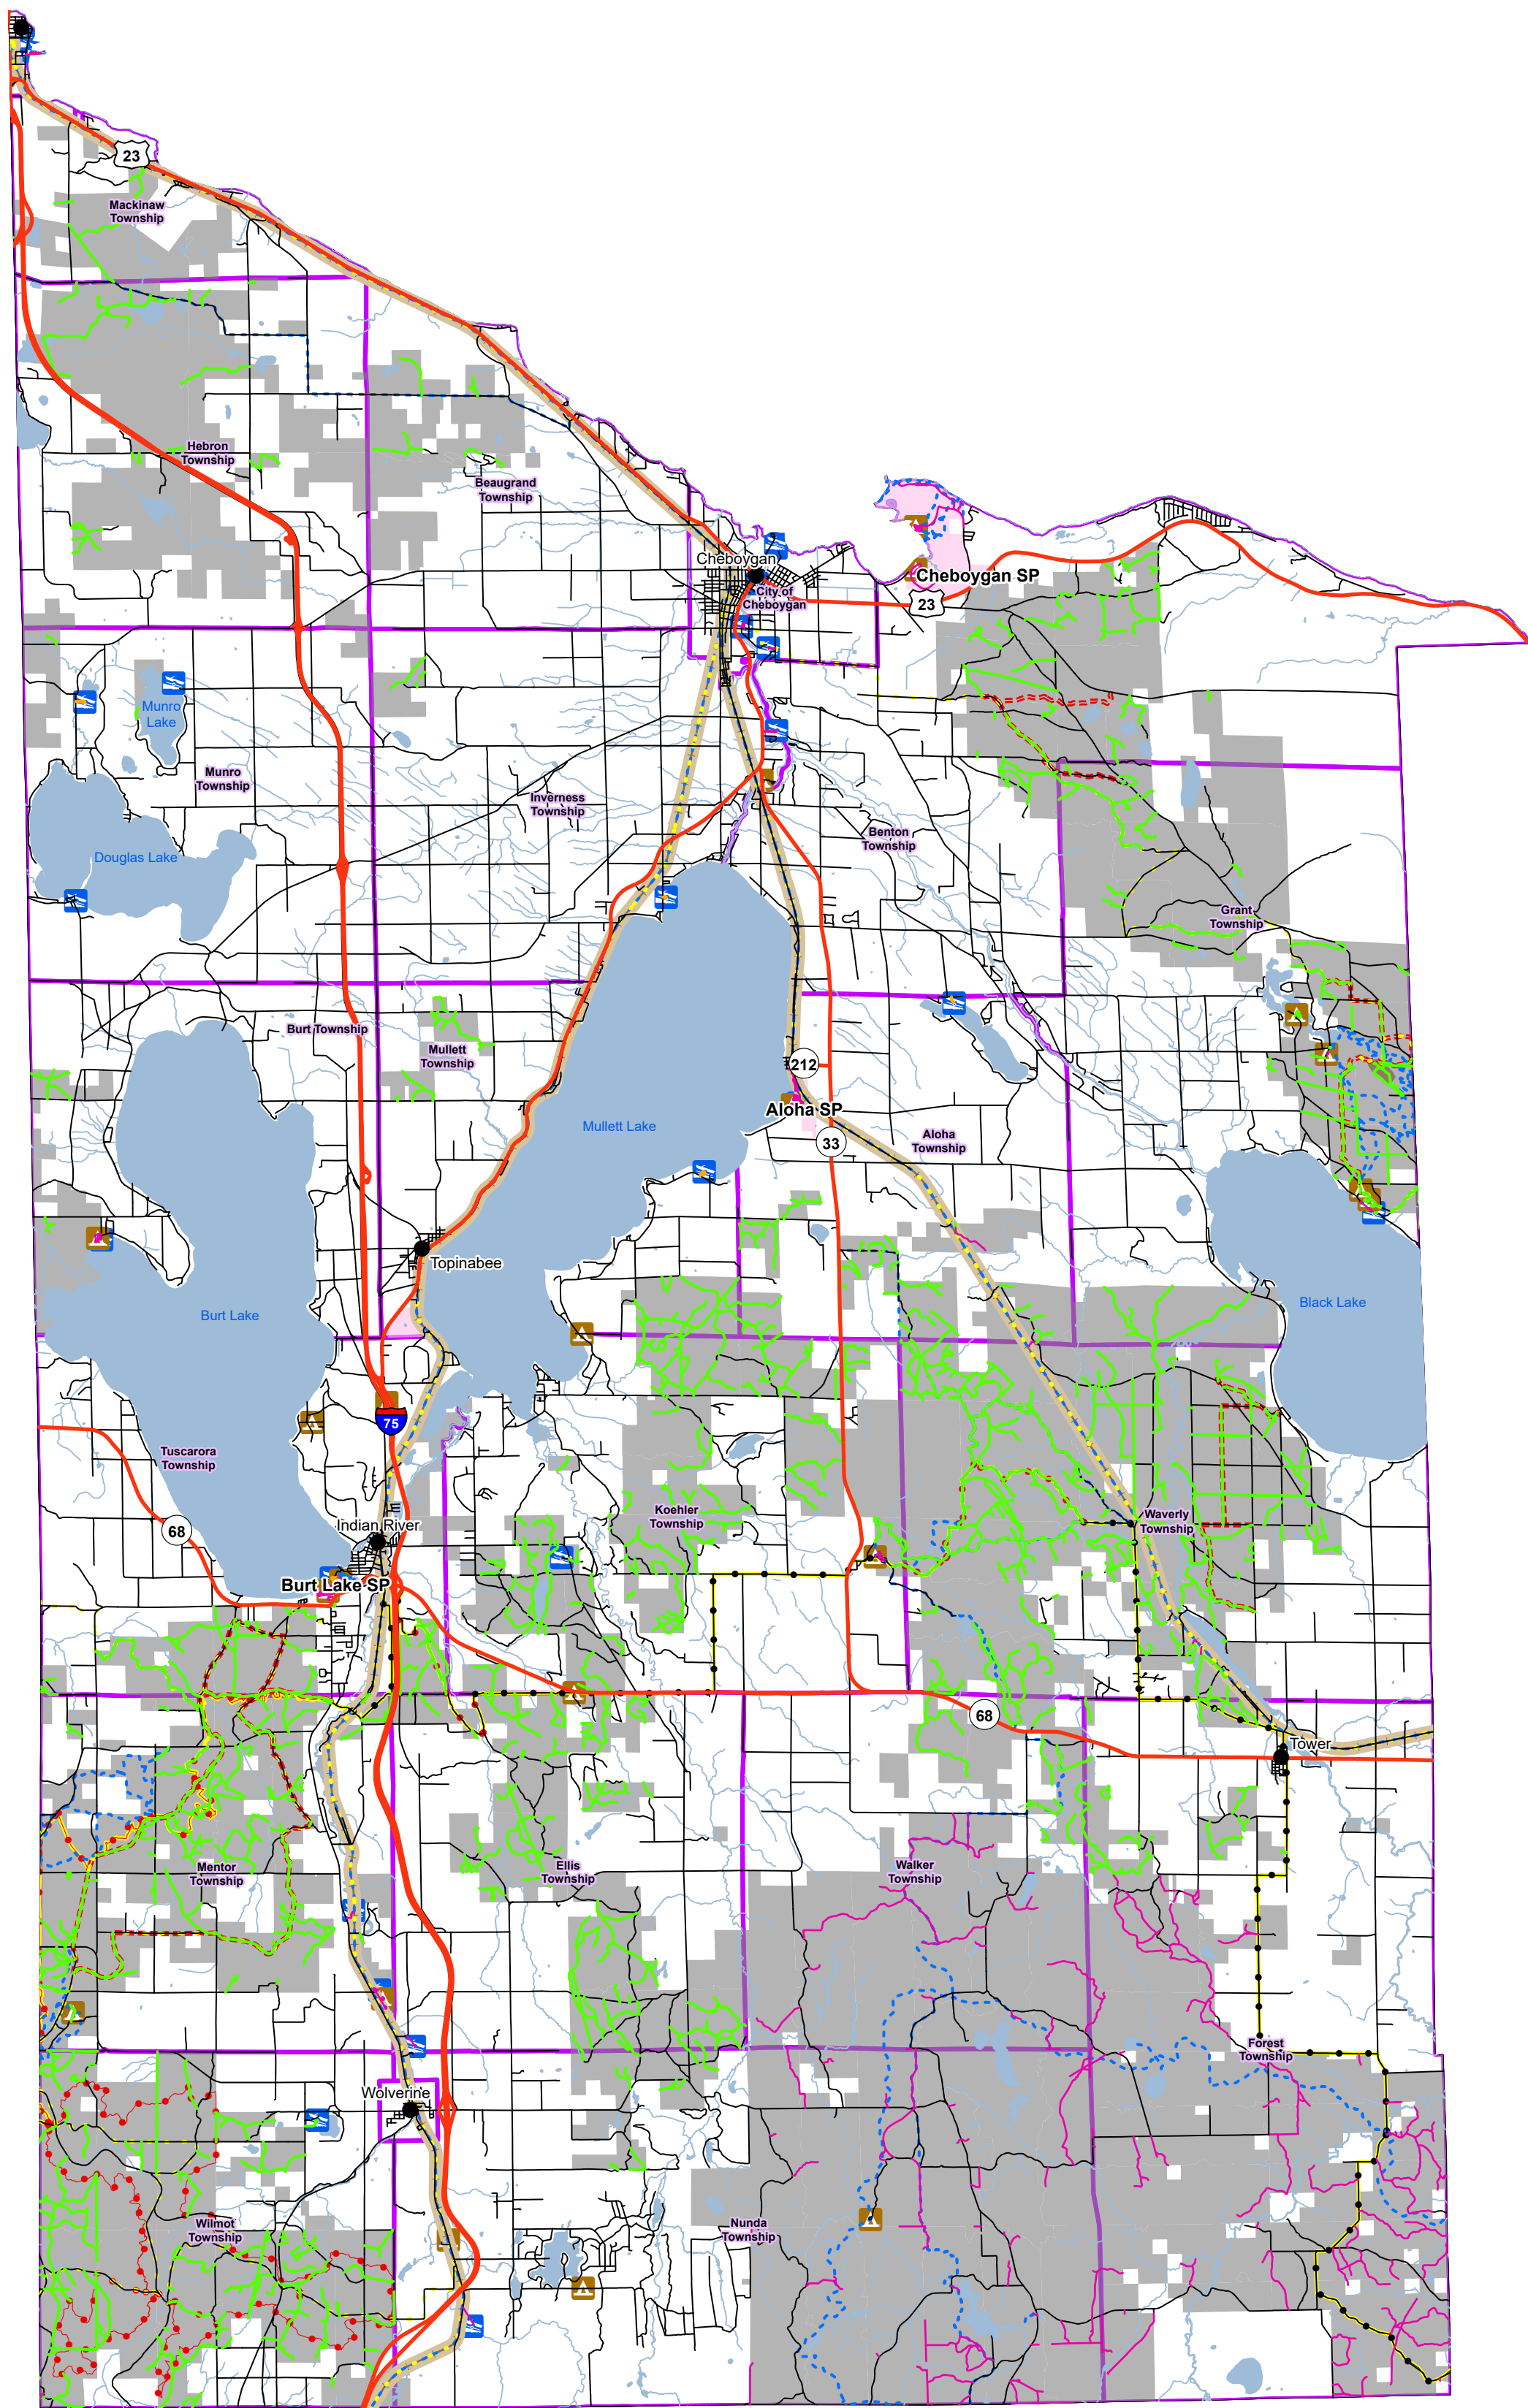 23
Mackinaw
Township
Hebron
Township
Beaugrand
Township
Cheboygan
City of
Cheboygan
Cheboygan SP
23
Munro
Lake
Munro
Township
Inverness
Township
Benton
Township
Douglas Lake
Grant
Township
Burt Township
Mullett
Township
212
Aloha SP
Mullett Lake
33
Aloha
Township
Topinabee
Burt Lake
Black Lake
75
Tuscarora
Township
68
Indian River
Koehler
Township
Waverly
Township
Burt Lake SP
68
Tower
Mentor
Township
Ellis
Township
Walker
Township
Forest
Township
Wolverine
Wilmot
Township
Nunda
Township